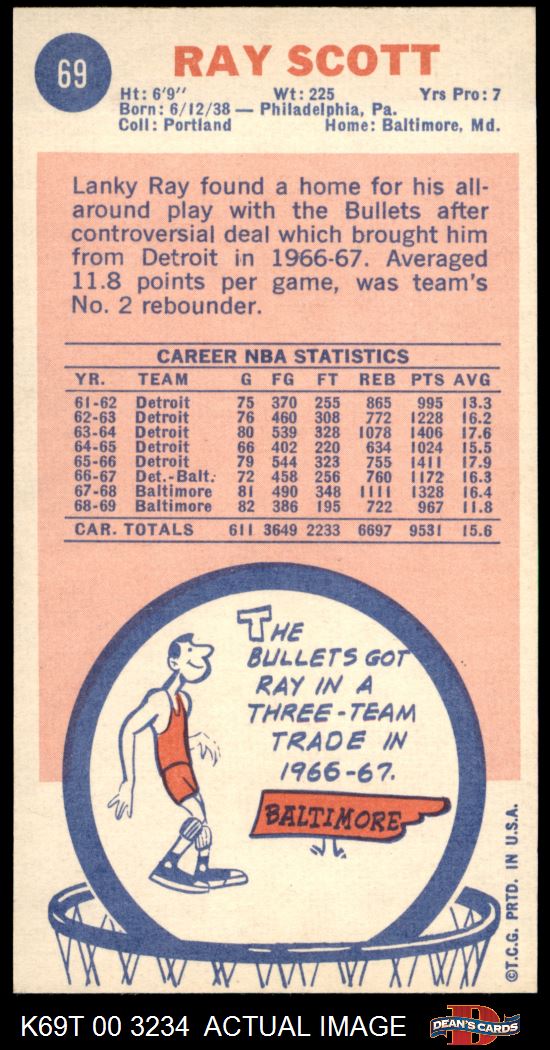 69
RAY SCOTT
Ht: 6'9" Wt: 225 Yrs Pro: 7
Born: 6/12/38 — Philadelphia, Pa.
Coll: Portland Home: Baltimore, Md.
Lanky Ray found a home for his all-
around play with the Bullets after
controversial deal which brought him
from Detroit in 1966-67. Averaged
11.8 points per game, was team's
No. 2 rebounder.
CAREER NBA STATISTICS
YR. TEAM G FG FT REB PTS AVG
61-62 Detroit 75 370 255 865 995 13.3
62-63 Detroit 76 460 308 772 1228 16.2
63-64 Detroit 80 539 328 1078 1406 17.6
64-65 Detroit 66 402 220 634 1024 15.5
65-66 Detroit 79 544 323 755 1411 17.9
66-67 Det.-Balt. 72 458 256 760 1172 16.3
67-68 Baltimore 81 490 348 1111 1328 16.4
68-69 Baltimore 82 386 195 722 967 11.8
CAR. TOTALS 611 3649 2233 6697 9531 15.6
THE
BULLETS GOT
RAY IN A
THREE-TEAM
TRADE IN
1966-67.
BALTIMORE
©T.C.G. PRTD. IN U.S.A.
K69T 00 3234 ACTUAL IMAGE
D
DEAN'S CARDS